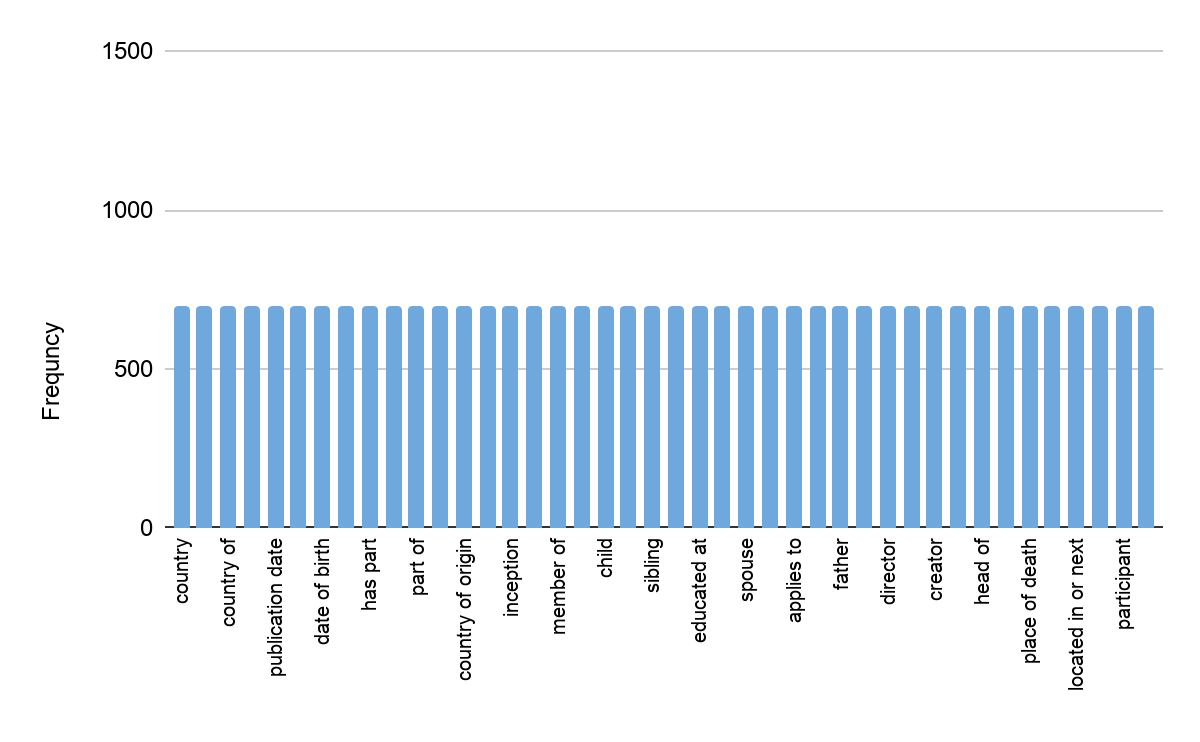 1500
1000
500
0
Frequncy
country
country of
publication date
date of birth
has part
part of
country of origin
inception
member of
child
sibling
educated at
spouse
applies to
father
director
creator
head of
place of death
located in or next
participant